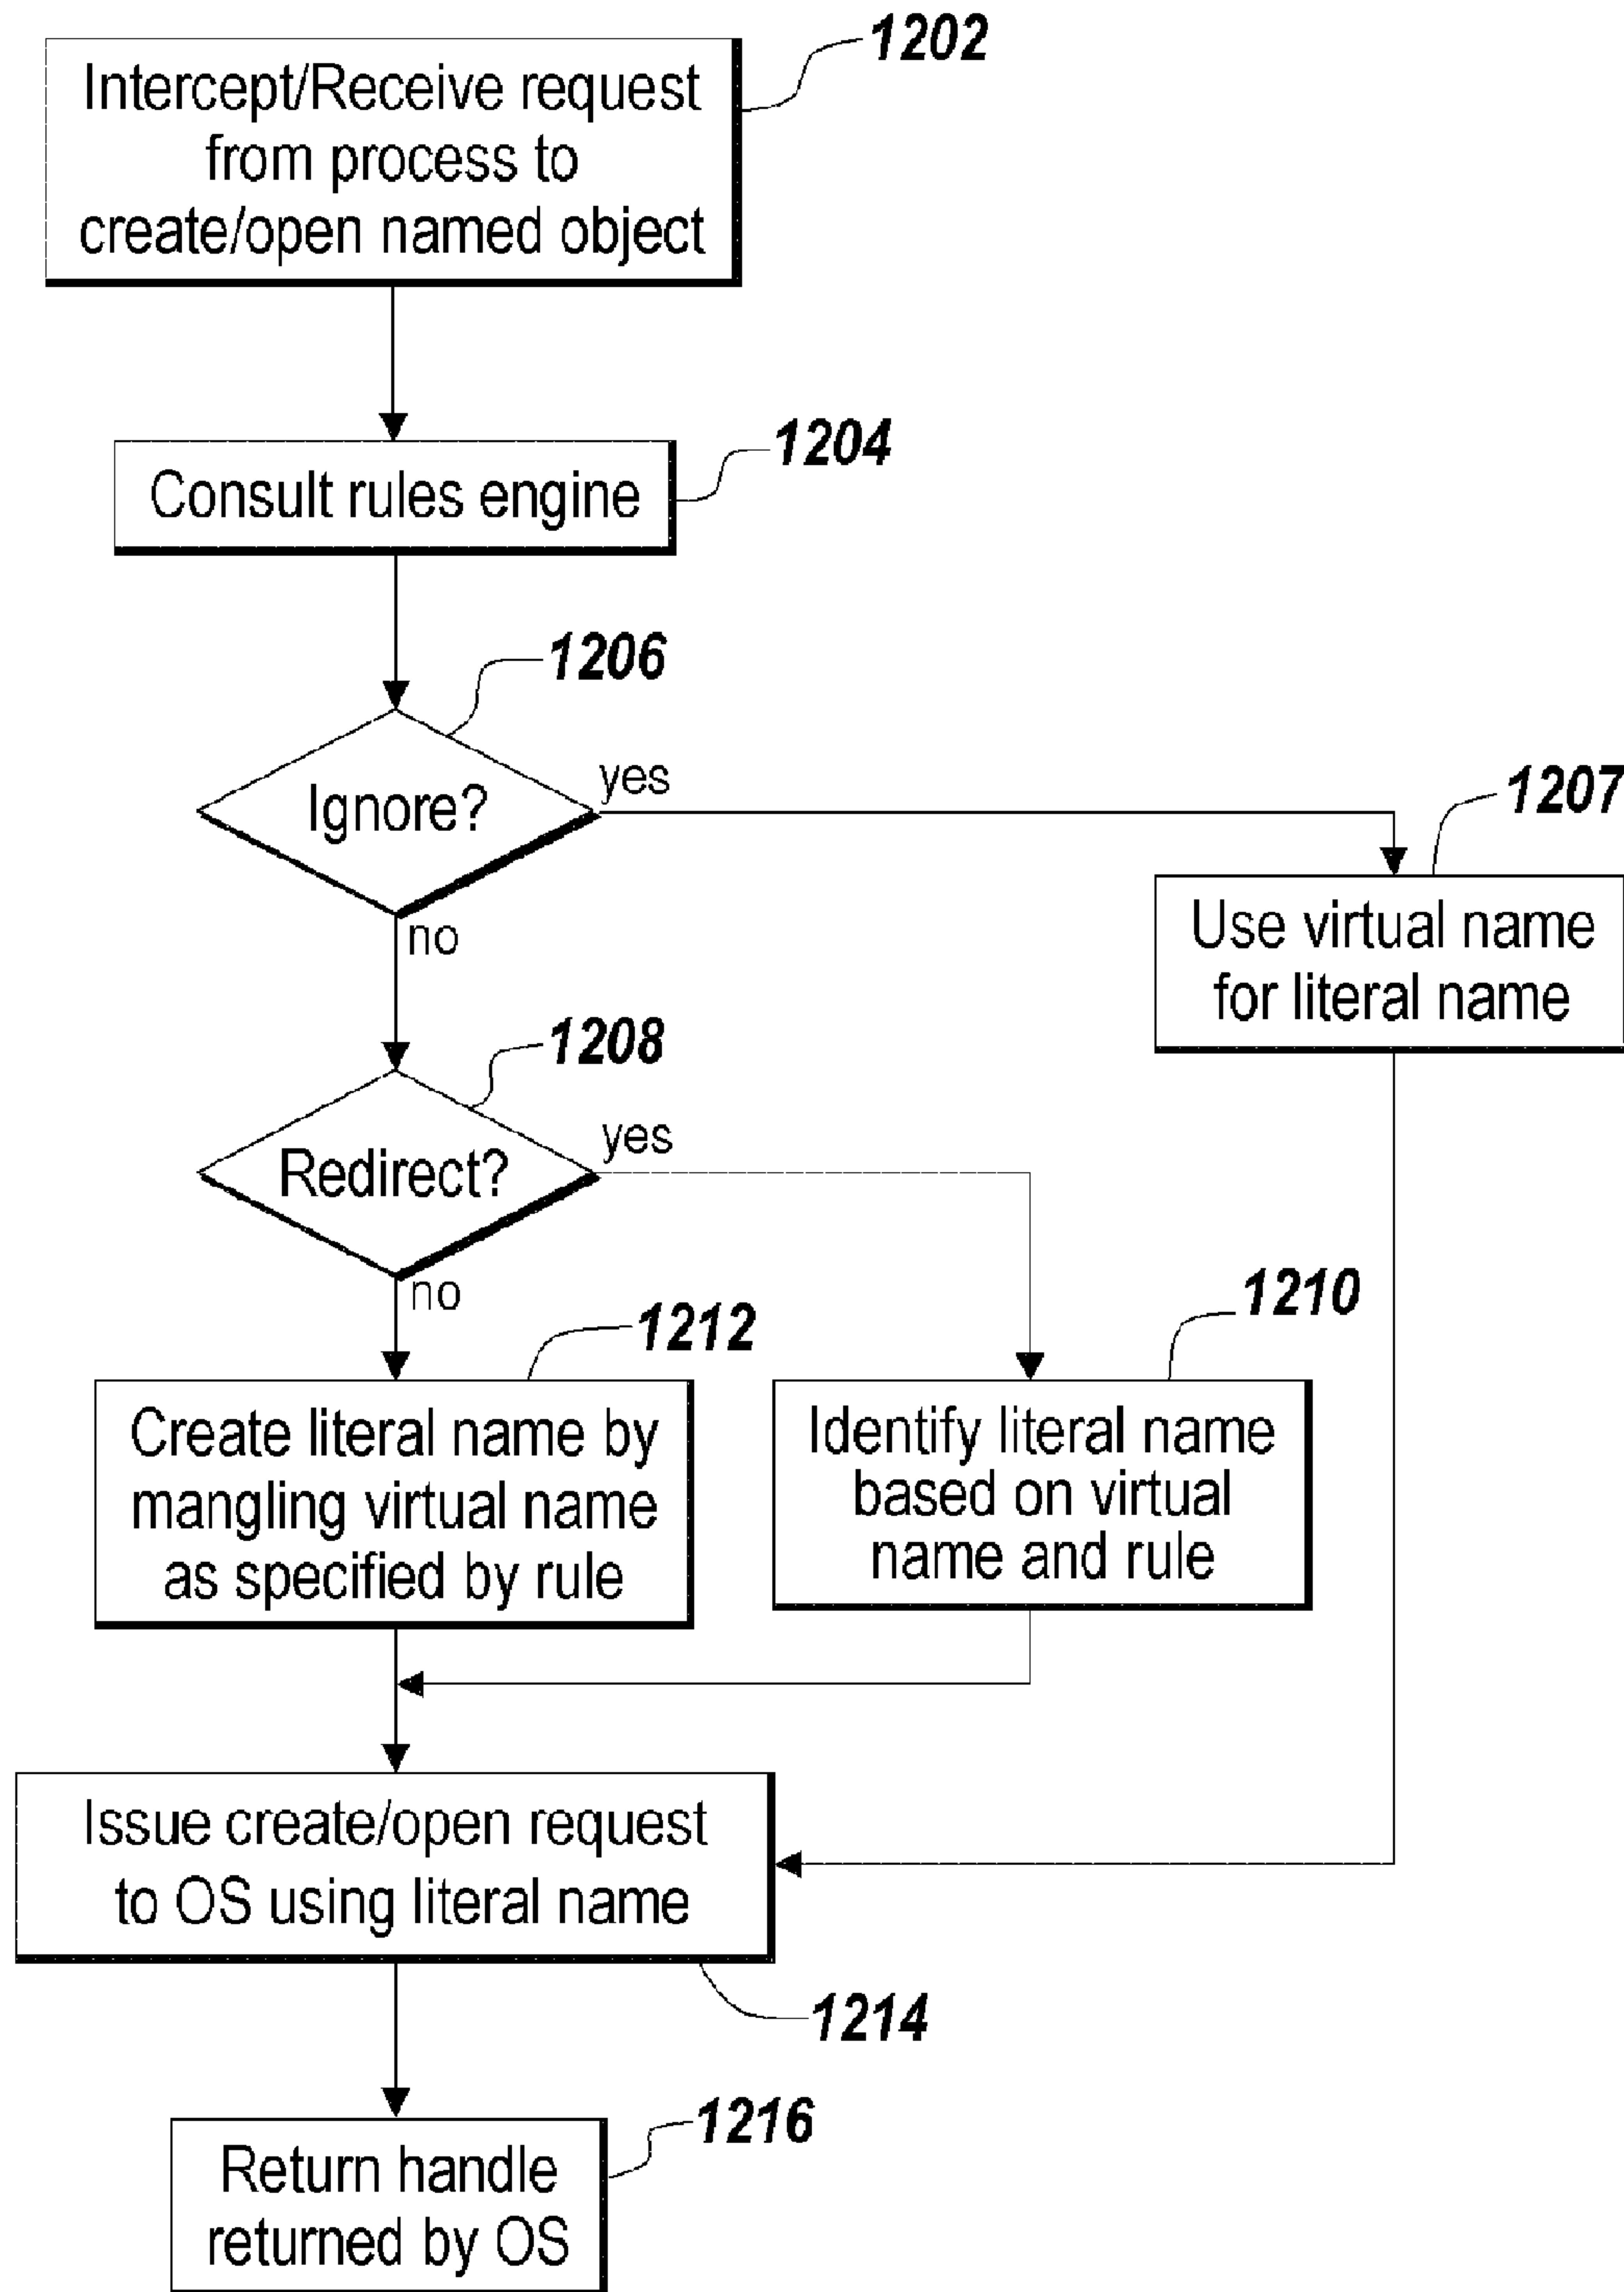 1202
Intercept/Receive request
from process to
create/open named object
1204
Consult rules engine
1206
Ignore?
yes
no
1207
Use virtual name
for literal name
1208
Redirect?
yes
no
1212
Create literal name by
mangling virtual name
as specified by rule
1210
Identify literal name
based on virtual
name and rule
Issue create/open request
to OS using literal name
1214
1216
Return handle
returned by OS